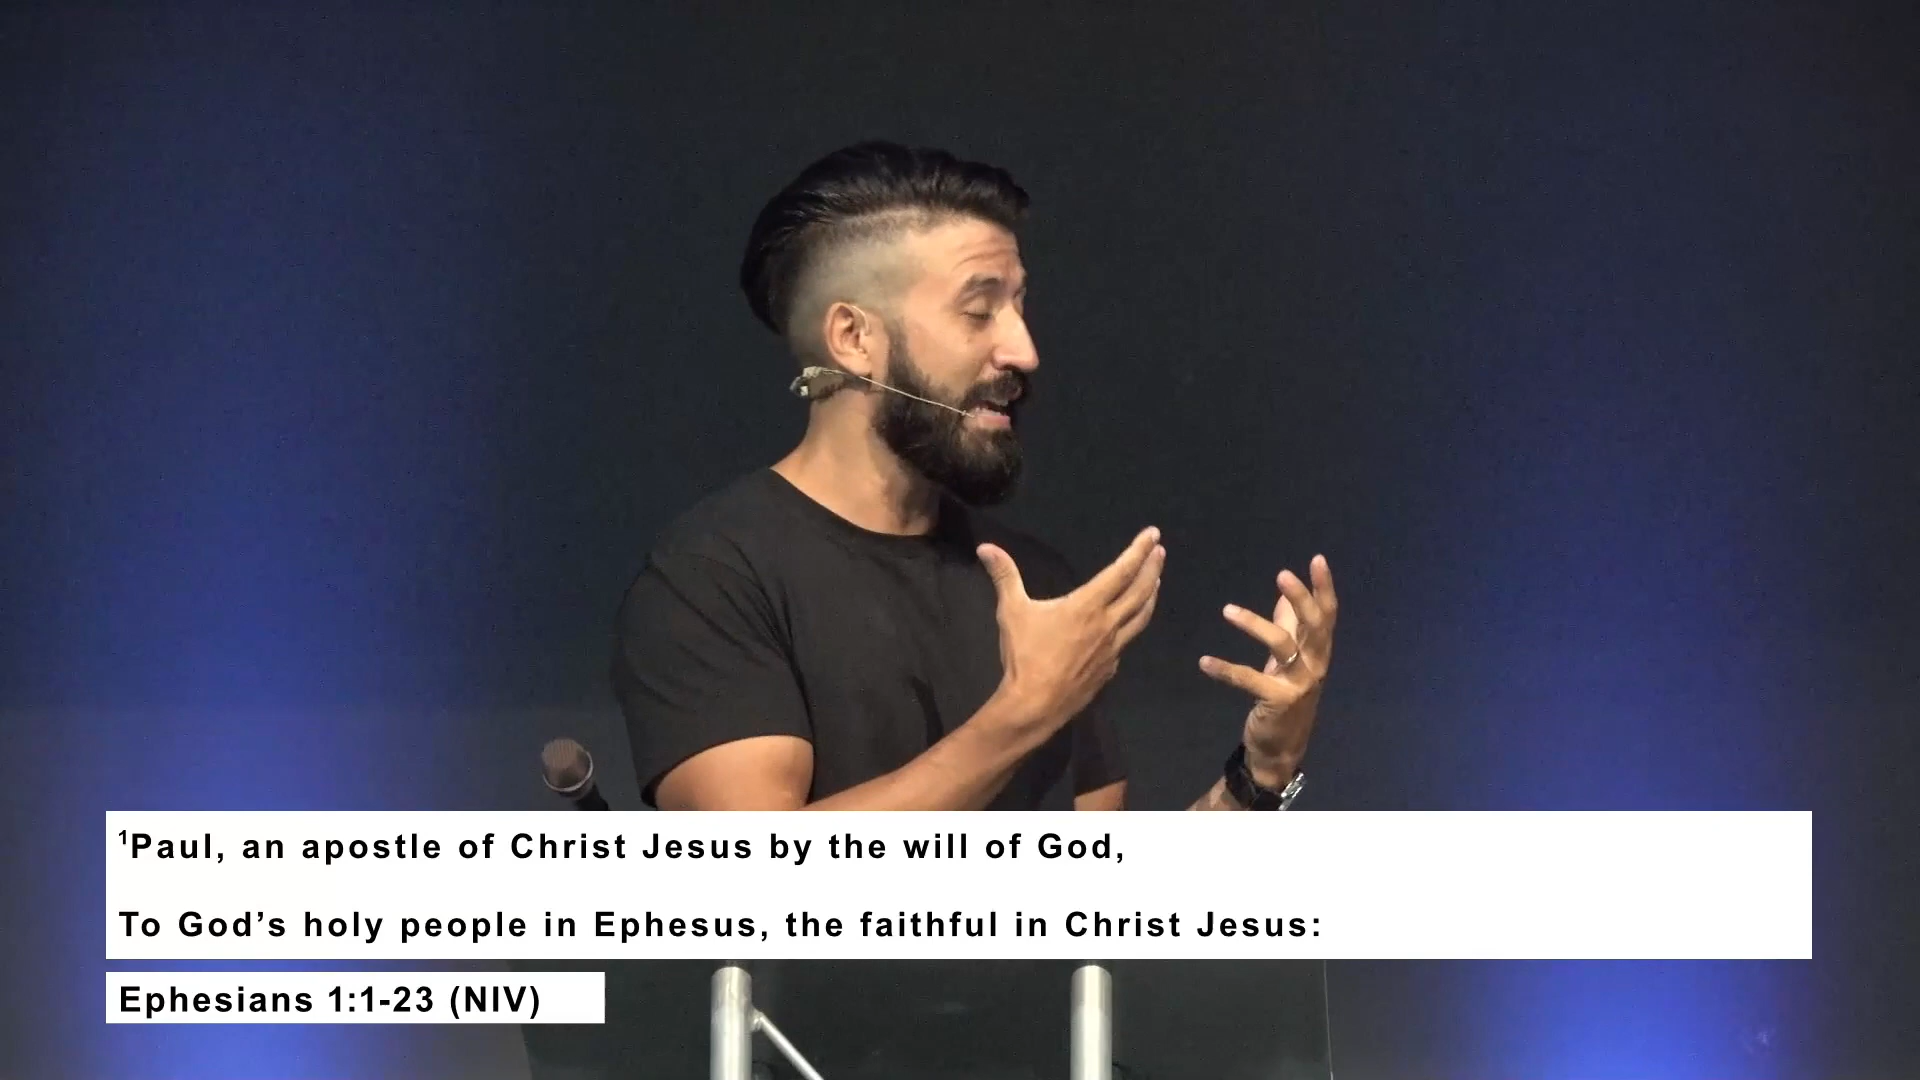 ¹Paul, an apostle of Christ Jesus by the will of God,
To God’s holy people in Ephesus, the faithful in Christ Jesus:
Ephesians 1:1-23 (NIV)